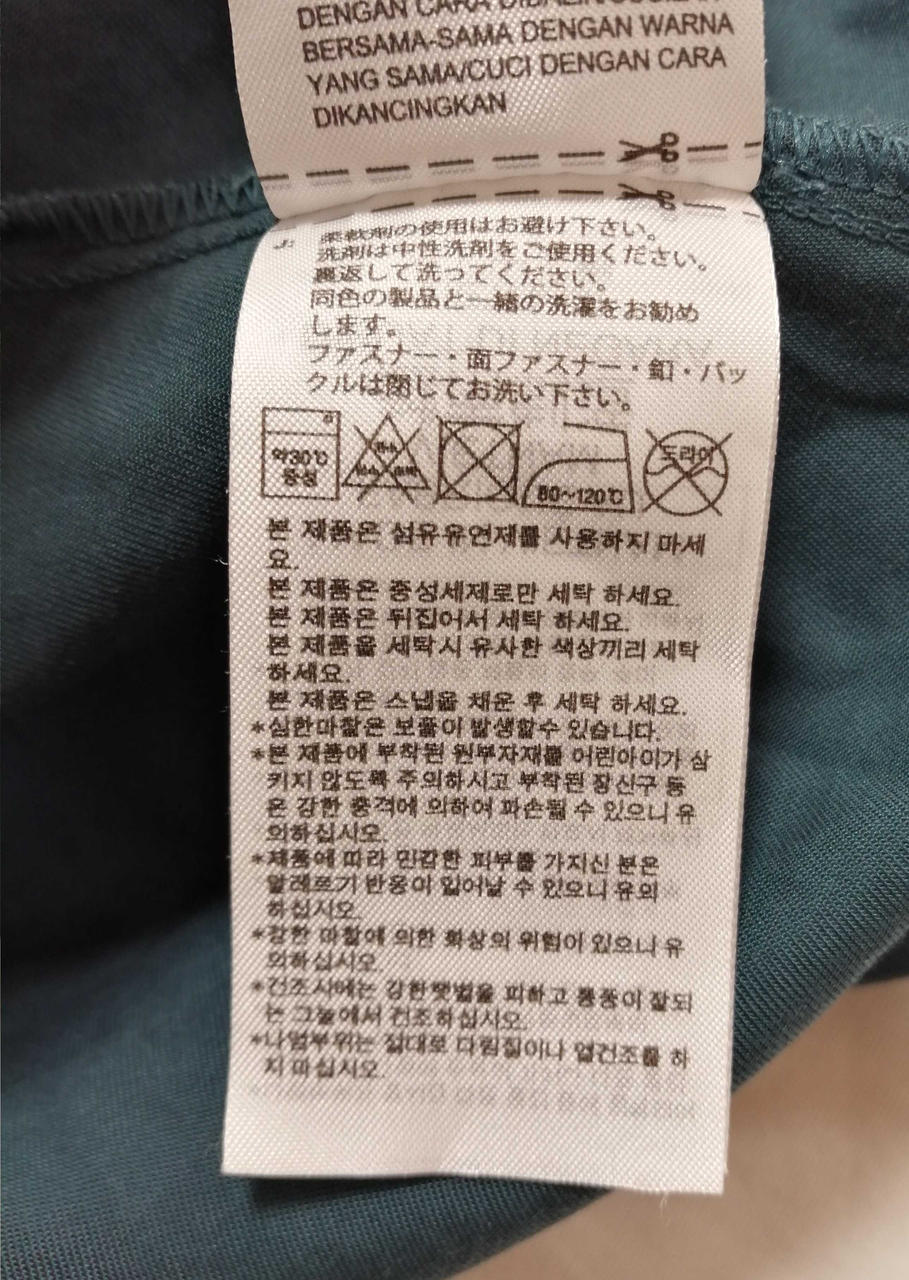 BERSAMA-SAMA DENGAN WARNA
YANG SAMA/CUCI DENGAN CARA
DIKANCINGKAN
柔軟剤の使用はお避け下さい。
洗剤は中性洗剤をご使用ください。
裏返して洗ってください。
同色の製品と一緒の洗濯をお勧め
します。
ファスナー・面ファスナー・釦・バッ
クルは閉じてお洗い下さい。
약30℃
중성
80~120℃
드라이
본 제품은 섬유유연제를 사용하지 마세
요.
본 제품은 중성세제로만 세탁 하세요.
본 제품은 뒤집어서 세탁 하세요.
본 제품을 세탁시 유사한 색상끼리 세탁
하세요.
본 제품은 스냅을 채운 후 세탁 하세요.
*심한마찰은 보풀이 발생할수 있습니다.
*본 제품에 부착된 원부자재를 어린아이가 삼
키지 않도록 주의하시고 부착된 장신구 등
은 강한 충격에 의하여 파손될 수 있으니 유
의하십시오.
*제품에 따라 민감한 피부를 가지신 분은
알레르기 반응이 일어날 수 있으니 유의
하십시오.
*강한 마찰에 의한 화상의 위험이 있으니 유
의하십시오.
*건조시에는 강한햇볕을 피하고 통풍이 잘되
는 그늘에서 건조하십시오.
*나염부위는 절대로 다림질이나 열건조를 하
지 마십시오.